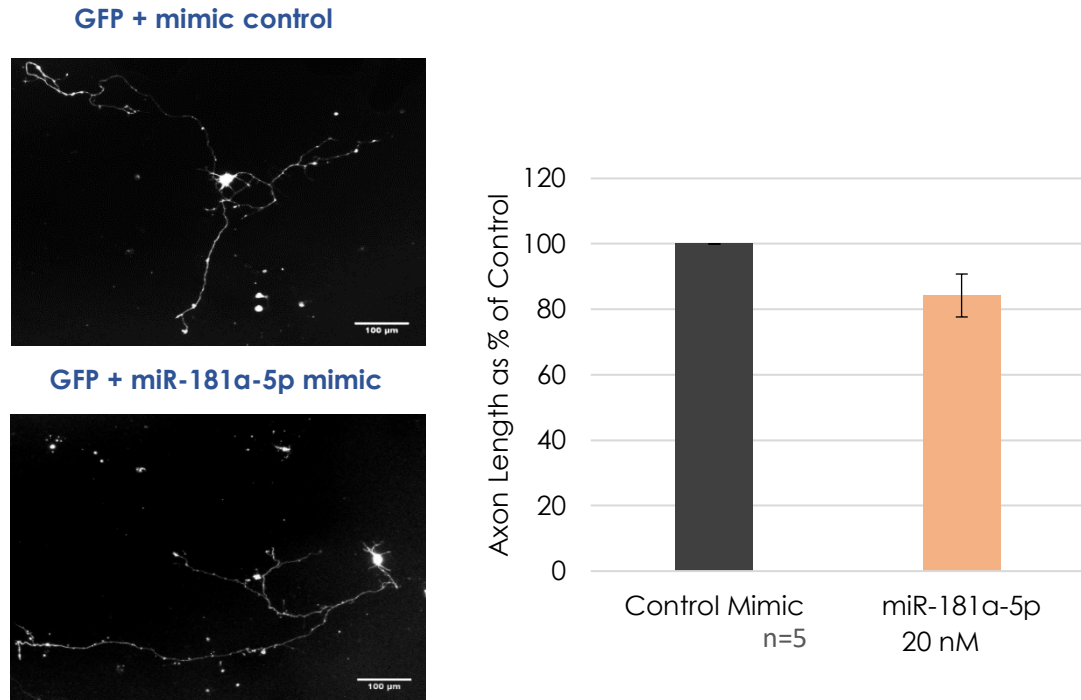 GFP + mimic control
100 µm
GFP + miR-181a-5p mimic
100 µm
Axon Length as % of Control
120
100
80
60
40
20
0
Control Mimic
n=5
miR-181a-5p
20 nM